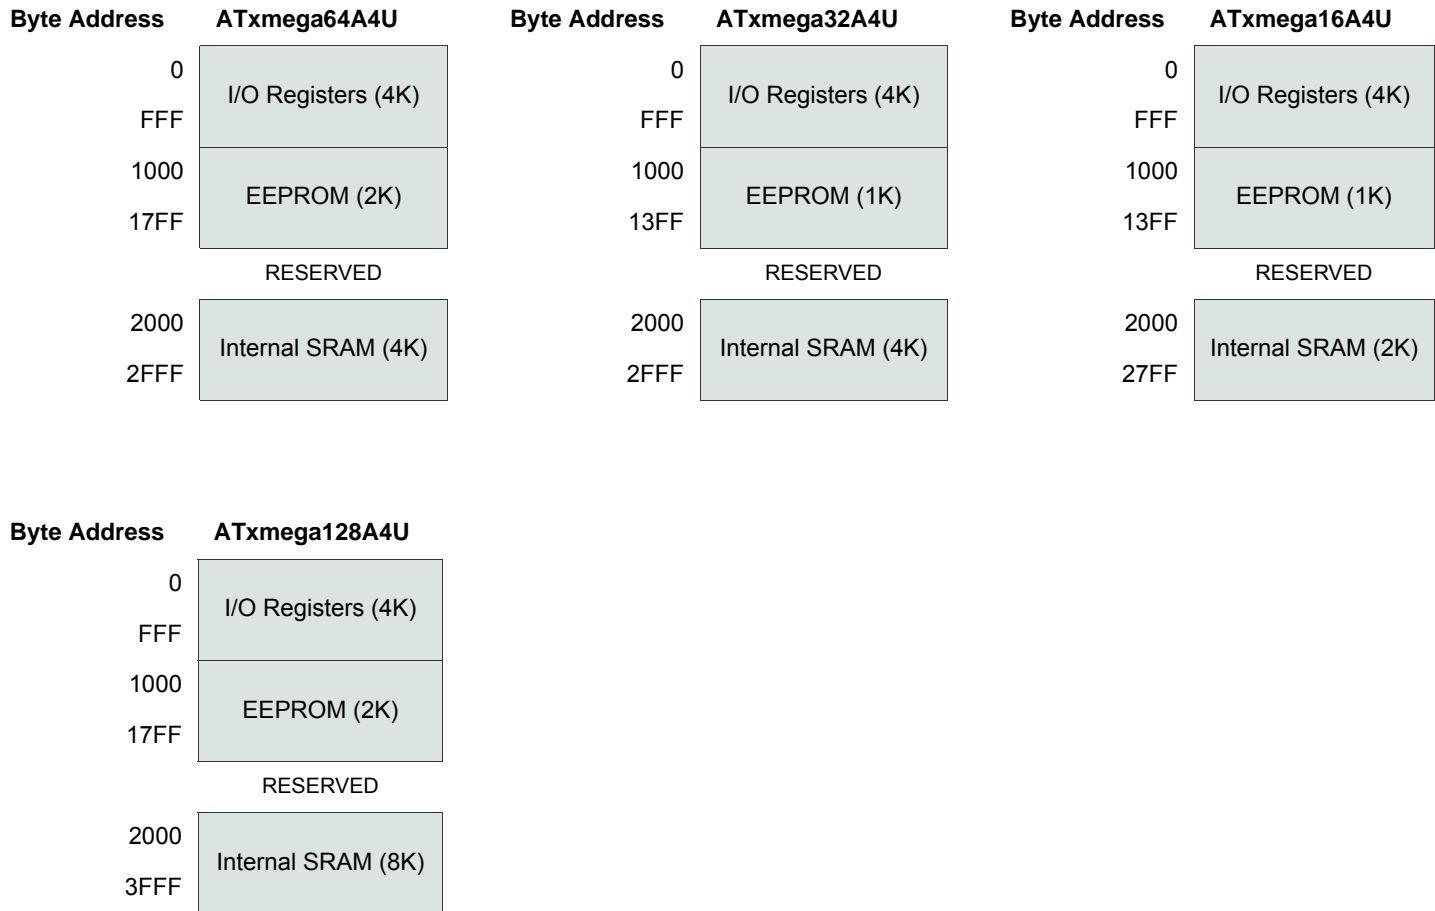 Byte Address ATxmega64A4U Byte Address ATxmega32A4U Byte Address ATxmega16A4U
0 0 0
I/O Registers (4K) I/O Registers (4K) I/O Registers (4K)
FFF FFF FFF
1000 1000 1000
EEPROM (2K) EEPROM (1K) EEPROM (1K)
17FF 13FF 13FF
RESERVED RESERVED RESERVED
2000 2000 2000
Internal SRAM (4K) Internal SRAM (4K) Internal SRAM (2K)
2FFF 2FFF 27FF
Byte Address ATxmega128A4U
0
I/O Registers (4K)
FFF
1000
EEPROM (2K)
17FF
RESERVED
2000
Internal SRAM (8K)
3FFF